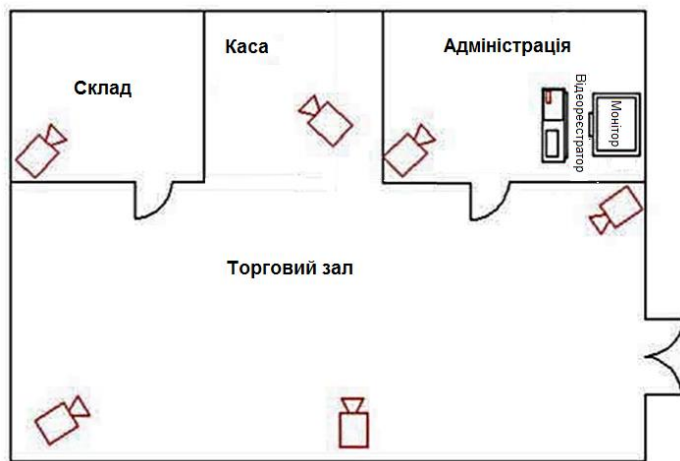 Каса
Адміністрація
Склад
Відеореєстратор
Монітор
Торговий зал